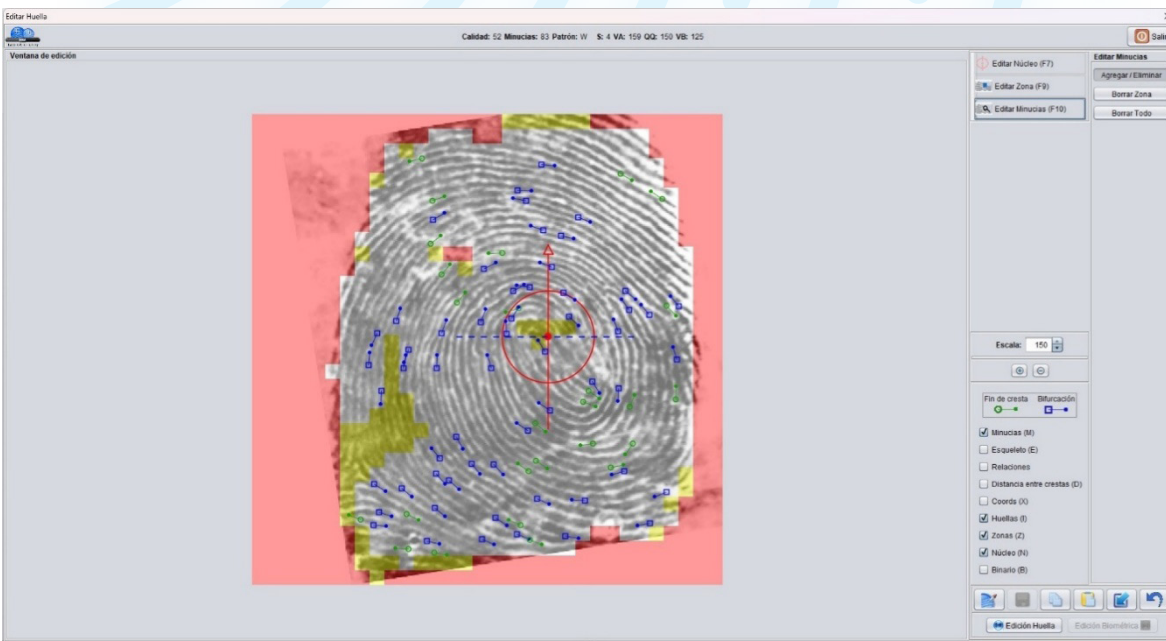 Editar Huella
Calidad: 52 Minucias: 83 Patrón: W S: 4 VA: 159 QQ: 150 VB: 125
Salir
Ventana de edición
Editar Núcleo (F7)
Editar Zona (F9)
Editar Minucias (F10)
Editar Minucias
Agregar / Eliminar
Borrar Zona
Borrar Todo
Escala: 150
Fin de cresta Bifurcación
Minucias (M)
Esqueleto (E)
Relaciones
Distancia entre crestas (D)
Coords (X)
Huellas (I)
Zonas (Z)
Núcleo (N)
Binario (B)
Edición Huella
Edición Biométrica